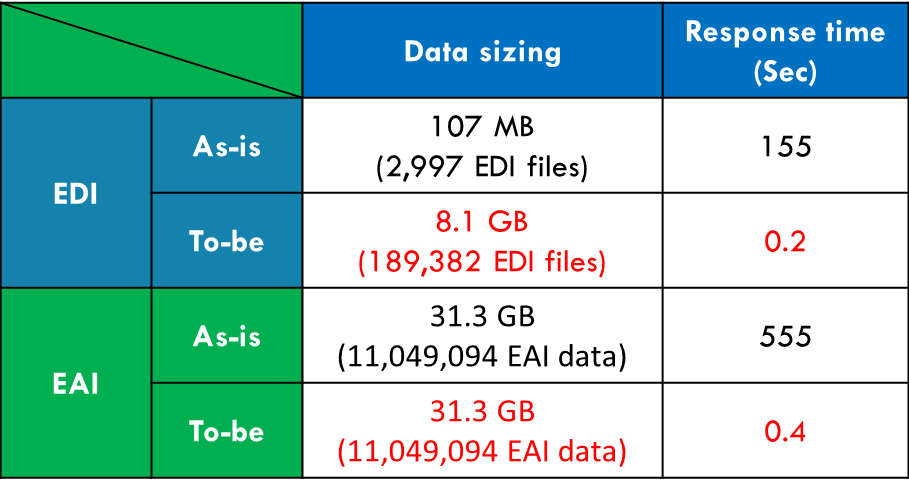 Data sizing
Response time
(Sec)
EDI
As-is
107 MB
(2,997 EDI files)
155
To-be
8.1 GB
(189,382 EDI files)
0.2
EAI
As-is
31.3 GB
(11,049,094 EAI data)
555
To-be
31.3 GB
(11,049,094 EAI data)
0.4